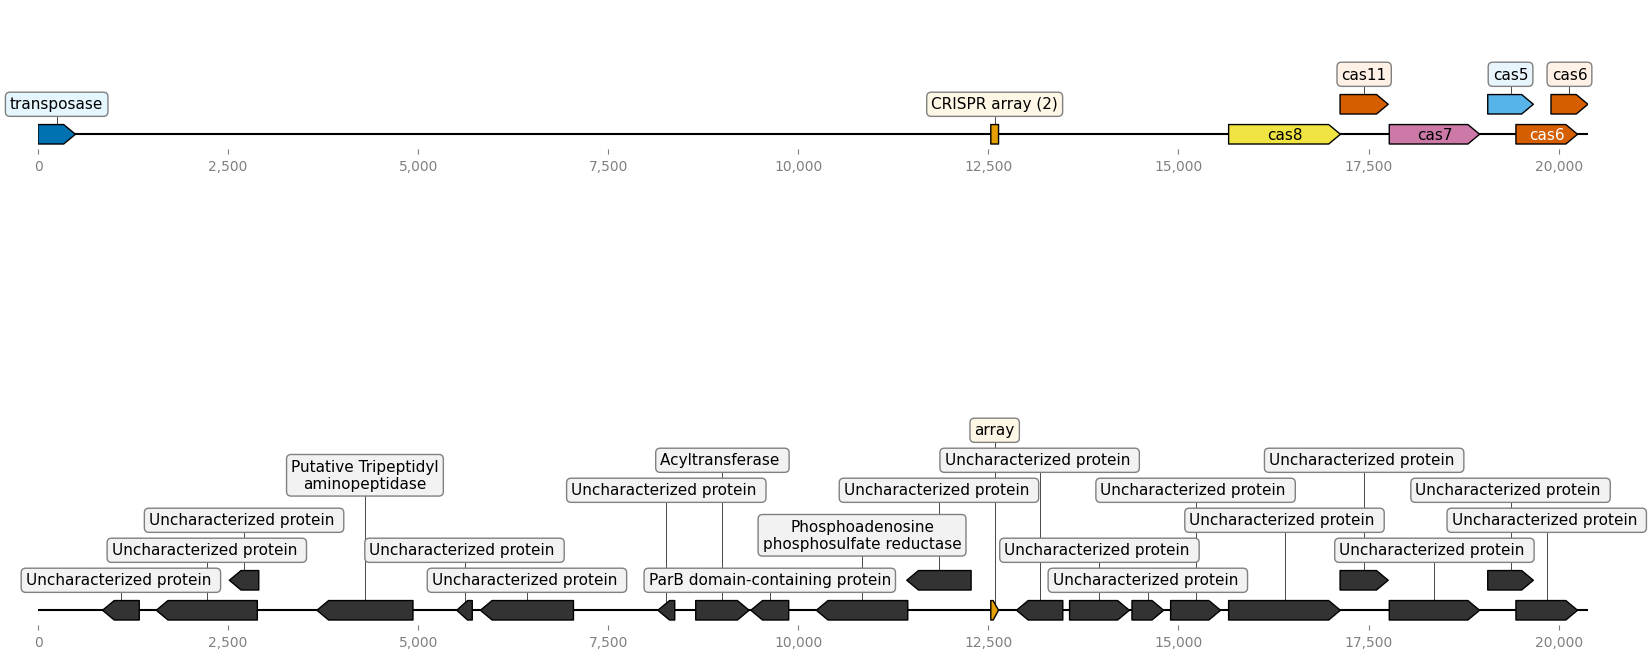 cas11
cas5
cas6
transposase
CRISPR array (2)
cas8
cas7
cas6
0
2,500
5,000
7,500
10,000
12,500
15,000
17,500
20,000
array
Putative Tripeptidyl
aminopeptidase
Acyltransferase
Uncharacterized protein
Uncharacterized protein
Uncharacterized protein
Uncharacterized protein
Uncharacterized protein
Uncharacterized protein
Uncharacterized protein
Phosphoadenosine
phosphosulfate reductase
Uncharacterized protein
Uncharacterized protein
Uncharacterized protein
Uncharacterized protein
Uncharacterized protein
Uncharacterized protein
Uncharacterized protein
Uncharacterized protein
Uncharacterized protein
ParB domain-containing protein
Uncharacterized protein
0
2,500
5,000
7,500
10,000
12,500
15,000
17,500
20,000